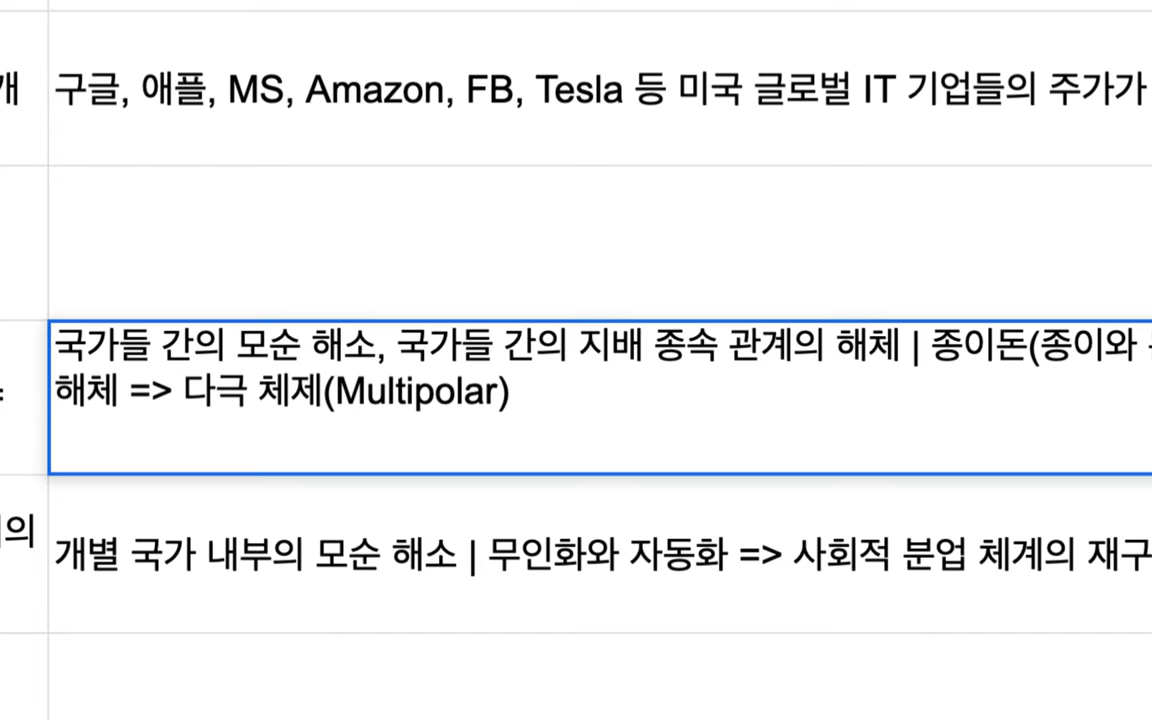 개
구글, 애플, MS, Amazon, FB, Tesla 등 미국 글로벌 IT 기업들의 주가가
국가들 간의 모순 해소, 국가들 간의 지배 종속 관계의 해체 | 종이돈(종이와
해체 => 다극 체제(Multipolar)
의
개별 국가 내부의 모순 해소 | 무인화와 자동화 => 사회적 분업 체계의 재구